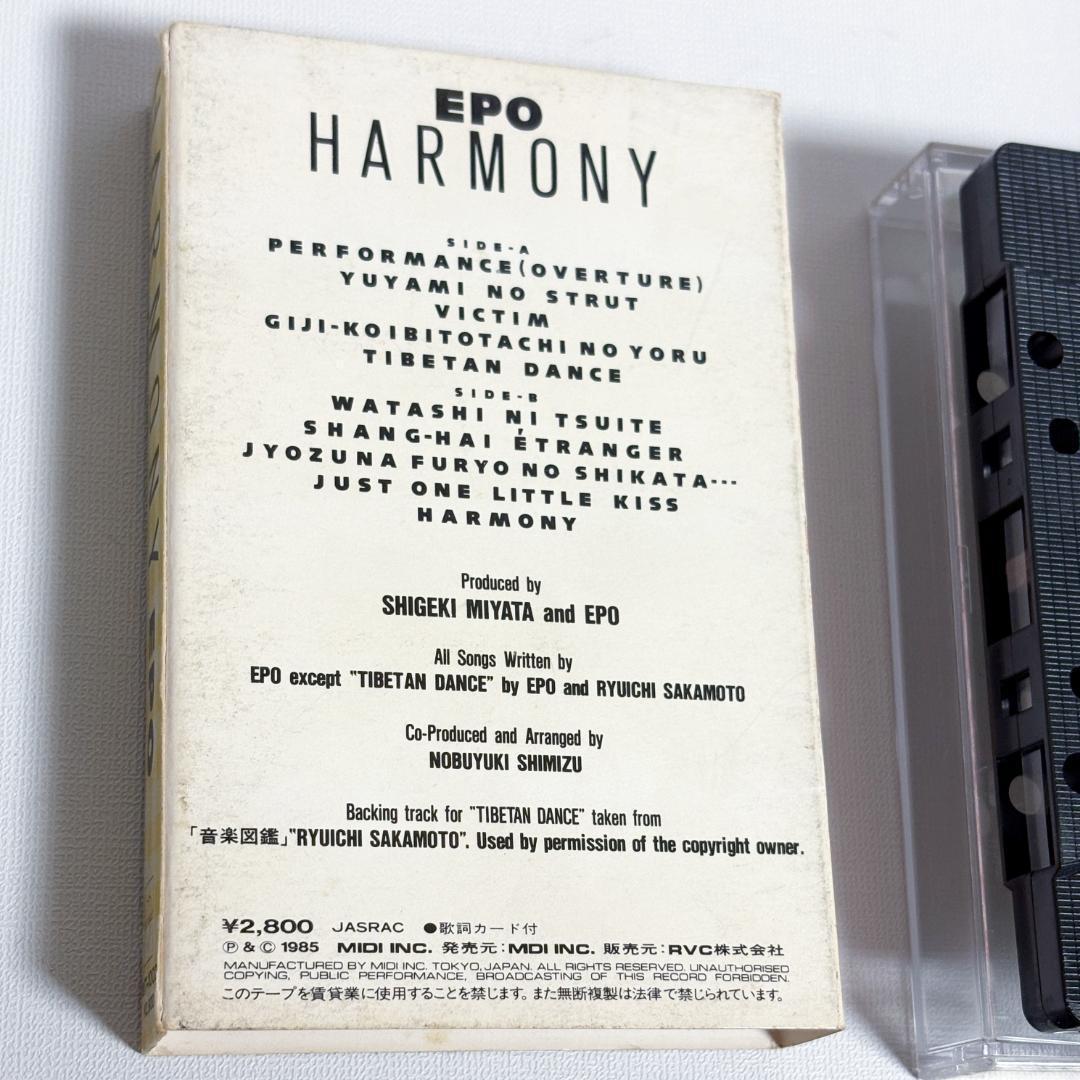 EPO
HARMONY
SIDE-A
PERFORMANCE(OVERTURE)
YUYAMI NO STRUT
VICTIM
GIJI-KOIBITOTACHI NO YORU
TIBETAN DANCE
SIDE-B
WATASHI NI TSUITE
SHANG-HAI ÉTRANGER
JYOZUNA FURYO NO SHIKATA…
JUST ONE LITTLE KISS
HARMONY
Produced by
SHIGEKI MIYATA and EPO
All Songs Written by
EPO except "TIBETAN DANCE" by EPO and RYUICHI SAKAMOTO
Co-Produced and Arranged by
NOBUYUKI SHIMIZU
Backing track for "TIBETAN DANCE" taken from
「音楽図鑑」"RYUICHI SAKAMOTO". Used by permission of the copyright owner.
¥2,800 JASRAC ●歌詞カード付
Ⓟ & © 1985 MIDI INC. 発売元:MIDI INC. 販売元:RVC株式会社
MANUFACTURED BY MIDI INC. TOKYO, JAPAN. ALL RIGHTS RESERVED. UNAUTHORISED
COPYING, PUBLIC PERFORMANCE, BROADCASTING OF THIS RECORD FORBIDDEN.
このテープを賃貸業に使用することを禁じます。また無断複製は法律で禁じられています。